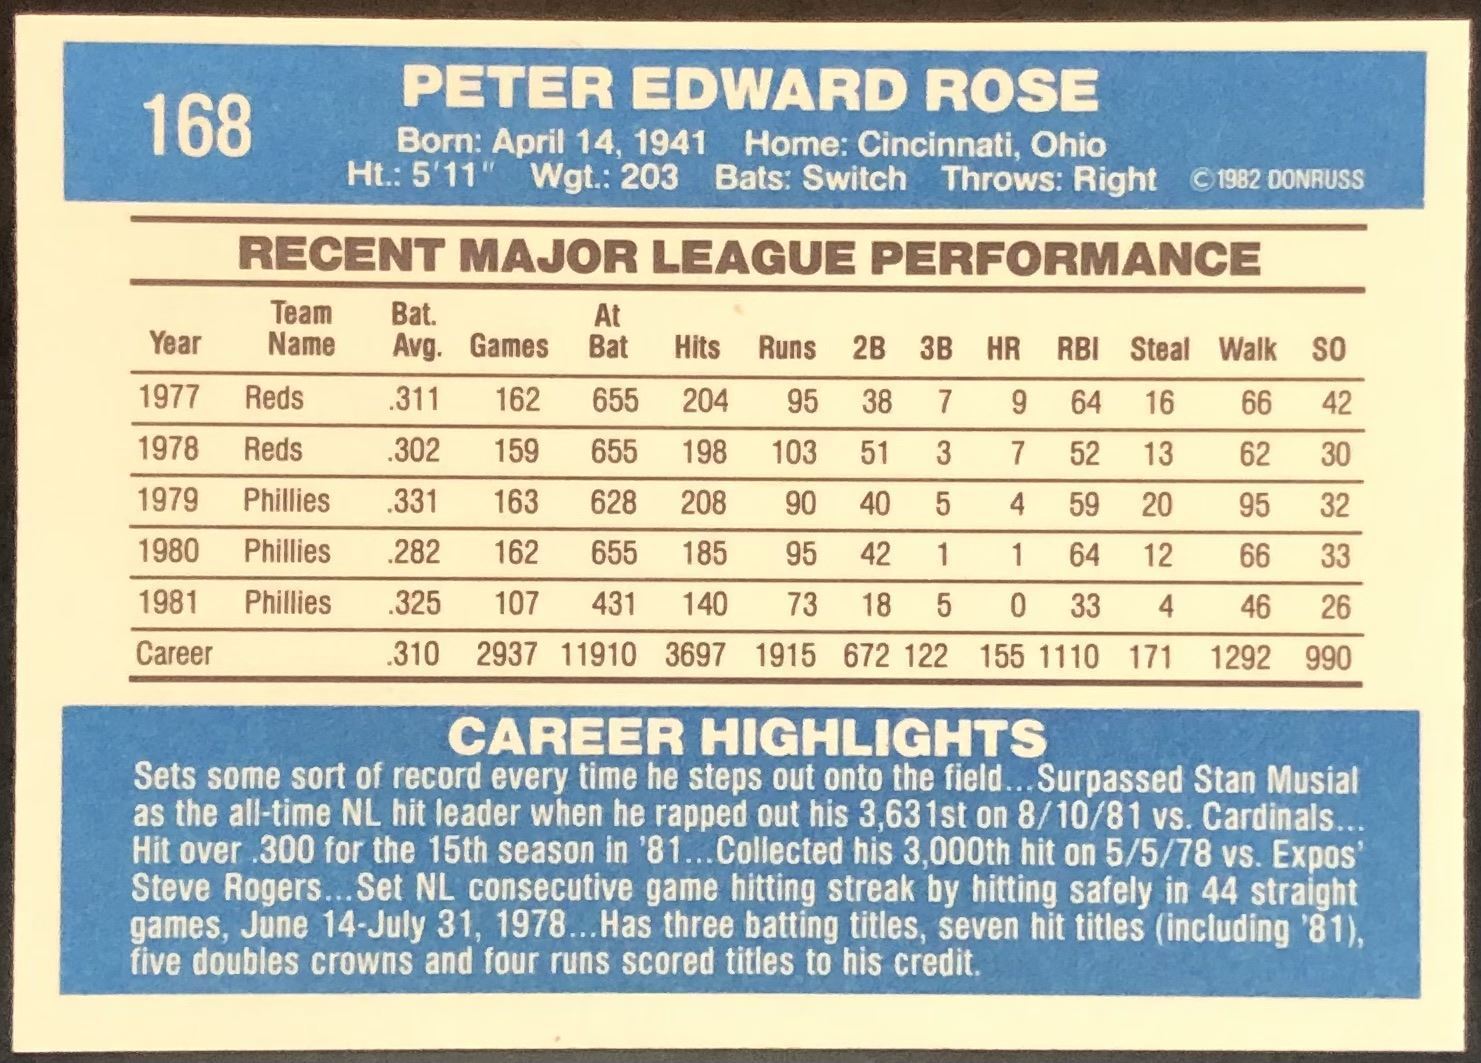 168
PETER EDWARD ROSE
Born: April 14, 1941 Home: Cincinnati, Ohio
Ht.: 5'11" Wgt.: 203 Bats: Switch Throws: Right ©1982 DONRUSS
RECENT MAJOR LEAGUE PERFORMANCE
Year Team Name Bat. Avg. Games At Bat Hits Runs 2B 3B HR RBI Steal Walk SO
1977 Reds .311 162 655 204 95 38 7 9 64 16 66 42
1978 Reds .302 159 655 198 103 51 3 7 52 13 62 30
1979 Phillies .331 163 628 208 90 40 5 4 59 20 95 32
1980 Phillies .282 162 655 185 95 42 1 1 64 12 66 33
1981 Phillies .325 107 431 140 73 18 5 0 33 4 46 26
Career .310 2937 11910 3697 1915 672 122 155 1110 171 1292 990
CAREER HIGHLIGHTS
Sets some sort of record every time he steps out onto the field...Surpassed Stan Musial
as the all-time NL hit leader when he rapped out his 3,631st on 8/10/81 vs. Cardinals...
Hit over .300 for the 15th season in '81...Collected his 3,000th hit on 5/5/78 vs. Expos'
Steve Rogers...Set NL consecutive game hitting streak by hitting safely in 44 straight
games, June 14-July 31, 1978...Has three batting titles, seven hit titles (including '81),
five doubles crowns and four runs scored titles to his credit.